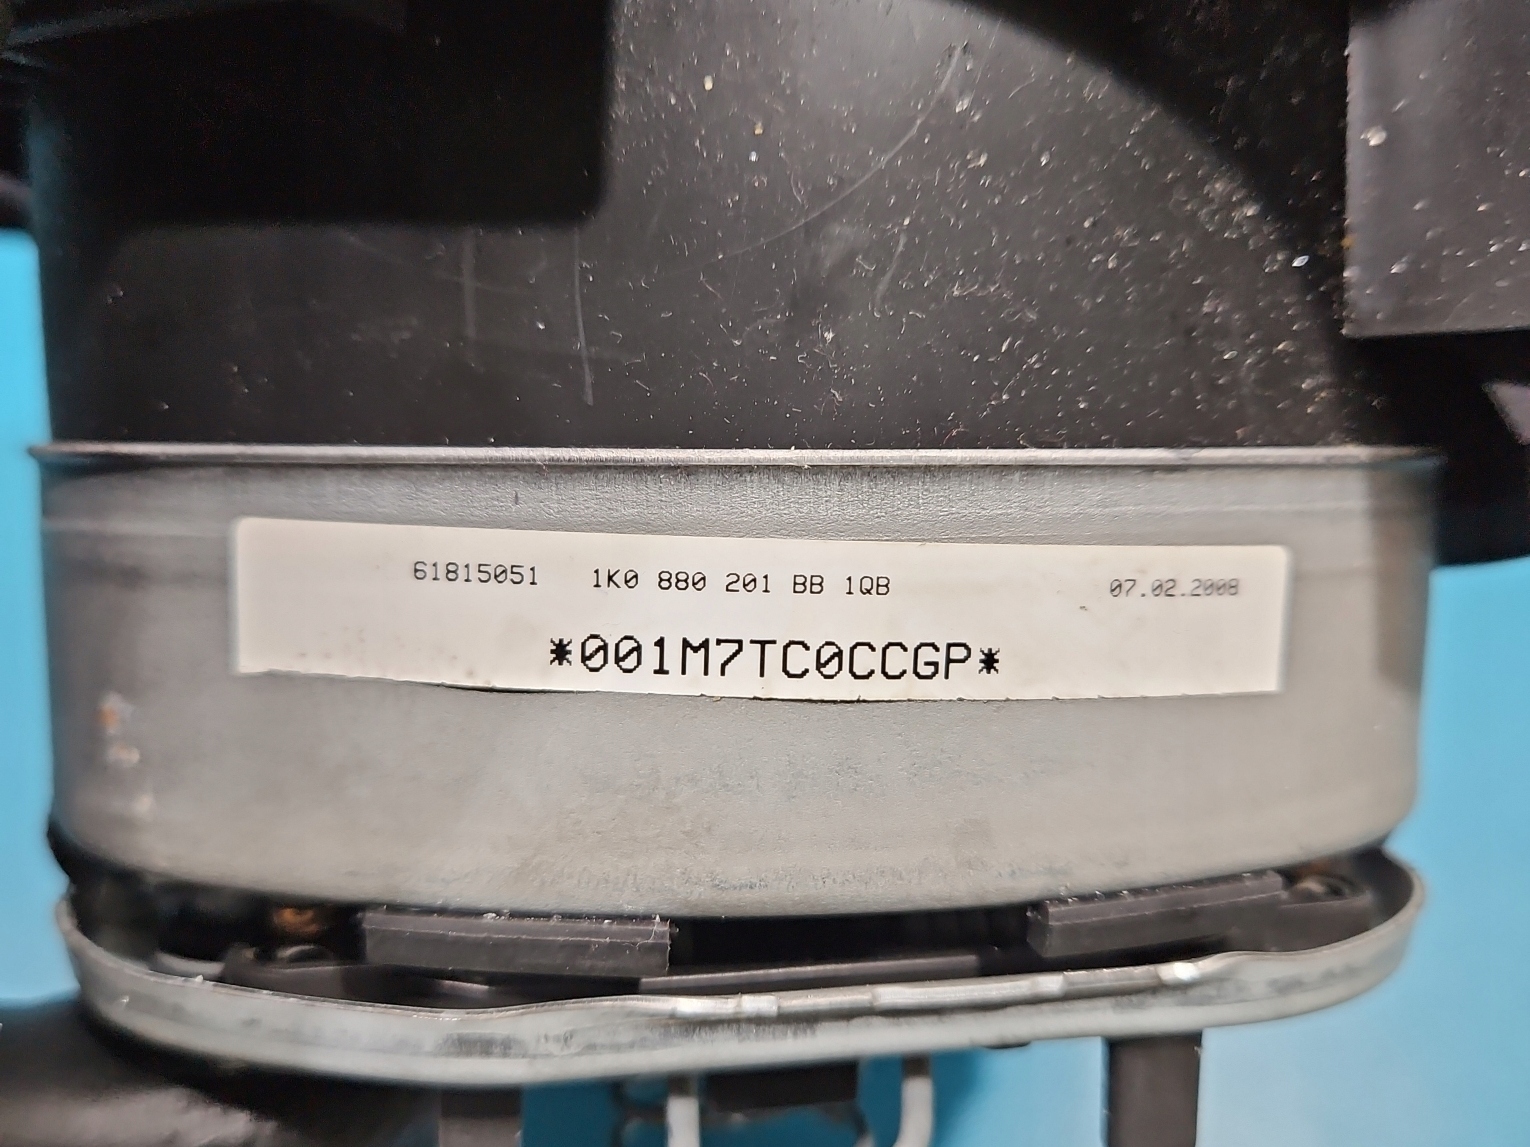 61815051 1K0 880 201 BB 1QB 07.02.2008
*001M7TC0CCGP*